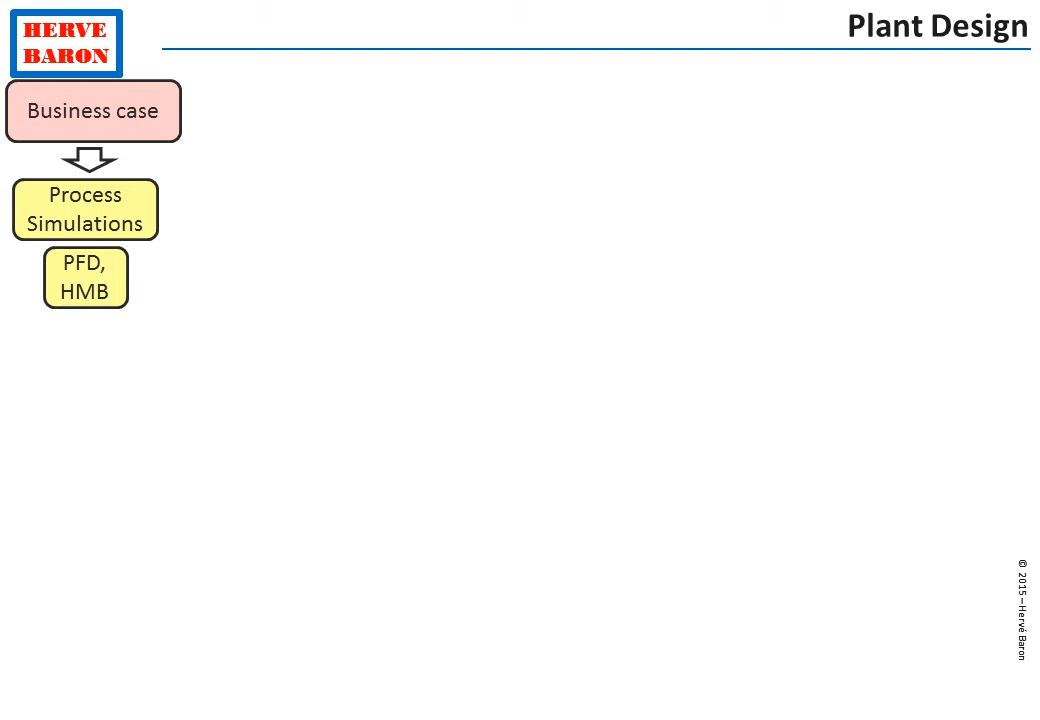 HERVE
BARON
Plant Design
Business case
Process
Simulations
PFD,
HMB
© 2015 – Hervé Baron